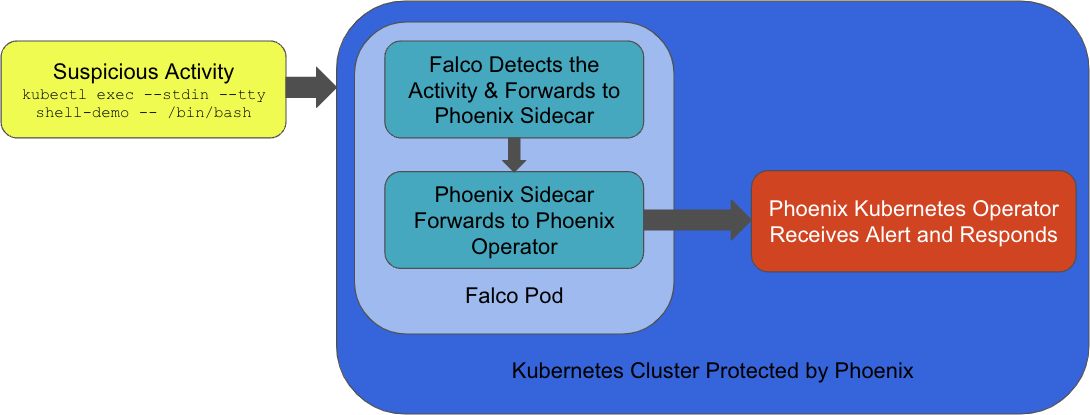 Suspicious Activity
kubectl exec --stdin --tty
shell-demo -- /bin/bash
Falco Detects the
Activity & Forwards to
Phoenix Sidecar
Phoenix Sidecar
Forwards to Phoenix
Operator
Falco Pod
Phoenix Kubernetes Operator
Receives Alert and Responds
Kubernetes Cluster Protected by Phoenix